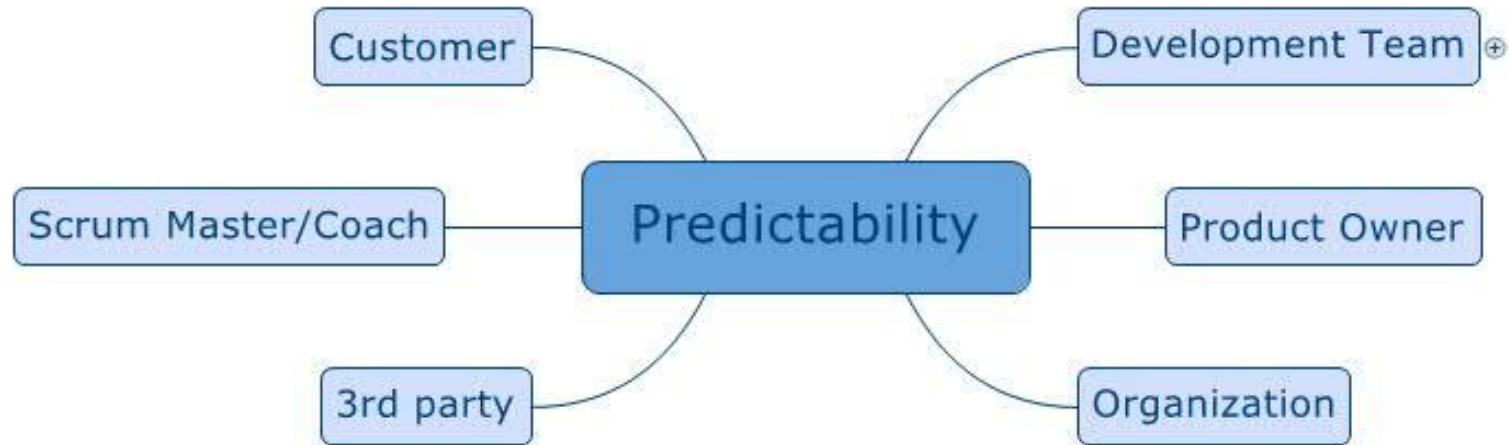 Customer
Development Team
Scrum Master/Coach
Predictability
Product Owner
3rd party
Organization